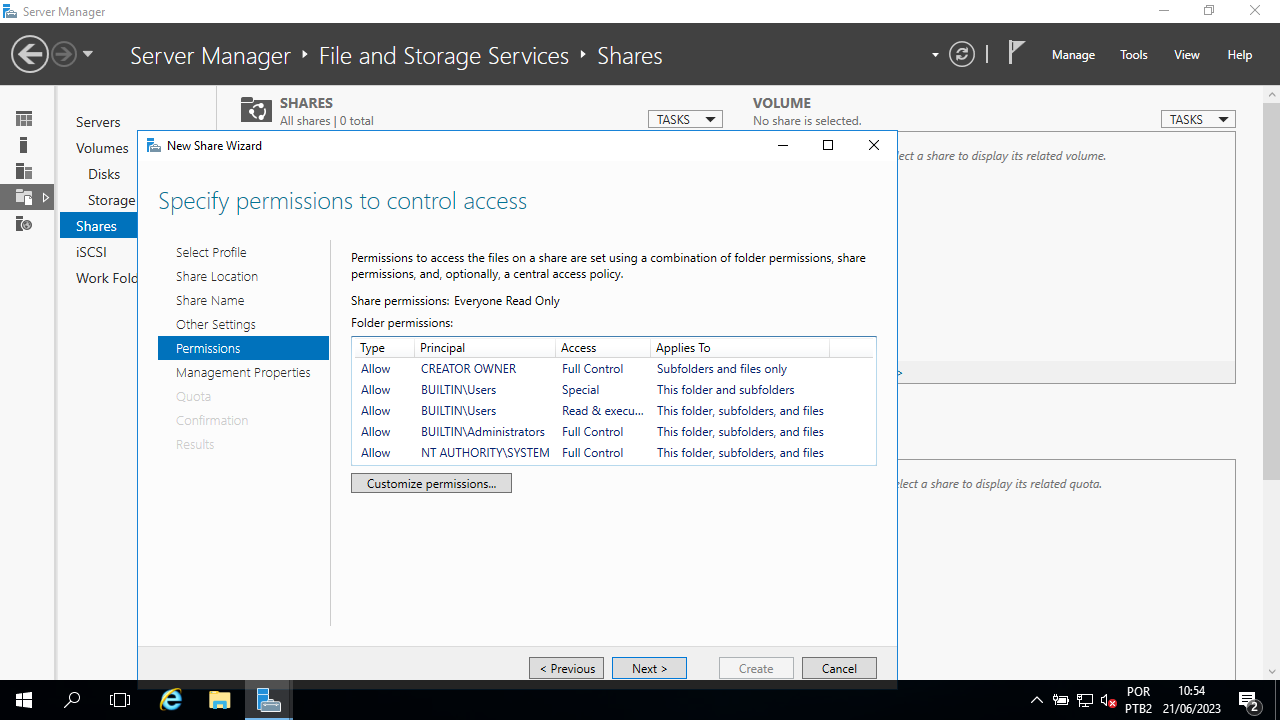 Server Manager
Server Manager ‣ File and Storage Services ‣ Shares
Manage
Tools
View
Help
Servers
Volumes
Disks
Storage
Shares
iSCSI
Work Fold
SHARES
All shares | 0 total
TASKS
VOLUME
No share is selected.
TASKS
ect a share to display its related volume.
>
elect a share to display its related quota.
New Share Wizard
Specify permissions to control access
Select Profile
Share Location
Share Name
Other Settings
Permissions
Management Properties
Quota
Confirmation
Results
Permissions to access the files on a share are set using a combination of folder permissions, share
permissions, and, optionally, a central access policy.
Share permissions: Everyone Read Only
Folder permissions:
Type Principal Access Applies To
Allow CREATOR OWNER Full Control Subfolders and files only
Allow BUILTIN\Users Special This folder and subfolders
Allow BUILTIN\Users Read & execu... This folder, subfolders, and files
Allow BUILTIN\Administrators Full Control This folder, subfolders, and files
Allow NT AUTHORITY\SYSTEM Full Control This folder, subfolders, and files
Customize permissions...
< Previous
Next >
Create
Cancel
POR
PTB2
10:54
21/06/2023
2